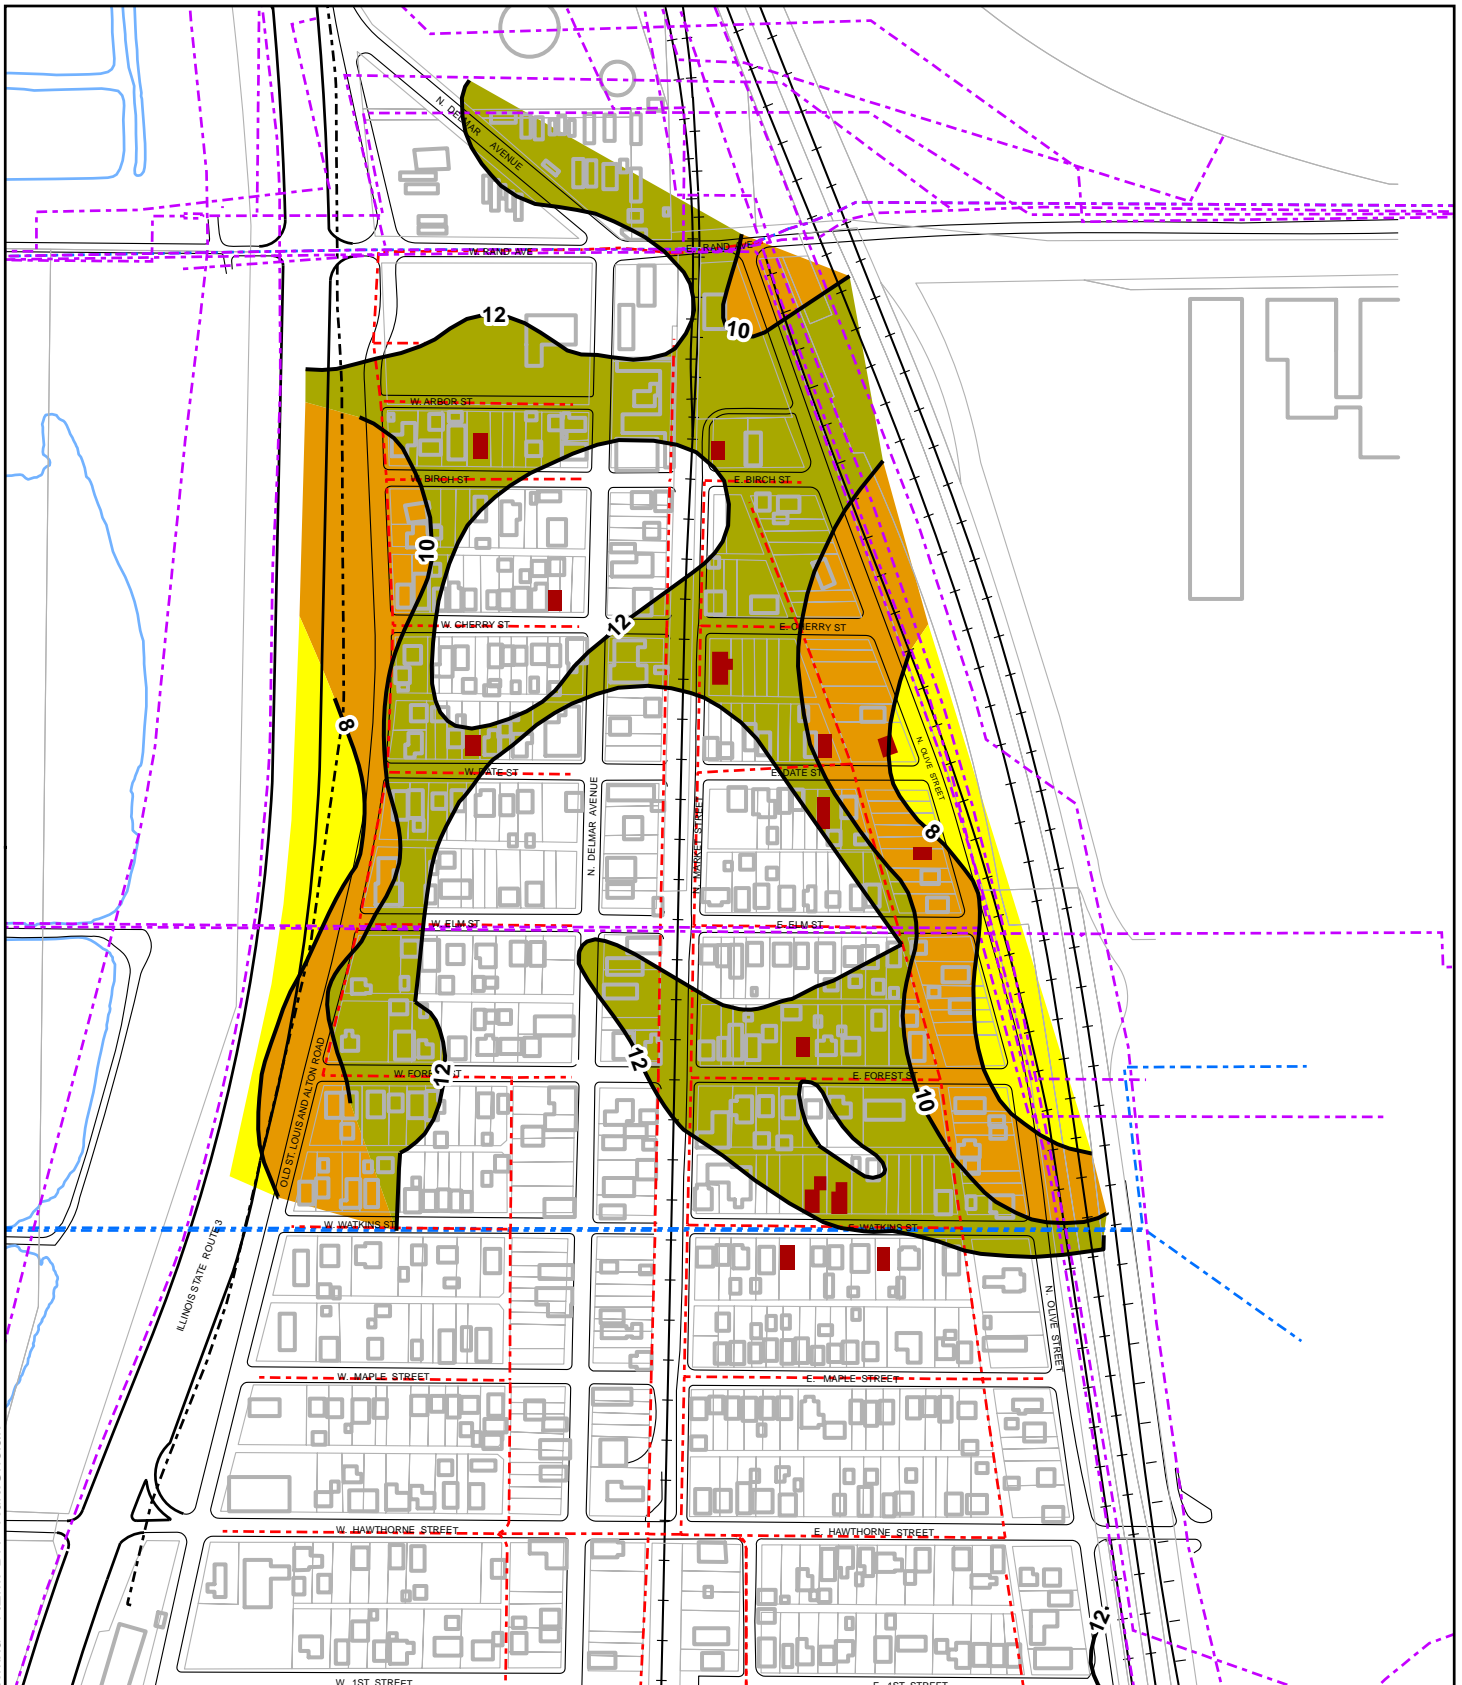 N. DELMAR AVENUE
W. RAND AVE
E. RAND AVE
12
10
W. ARBOR ST
W. BIRCH ST
E. BIRCH ST
10
12
W. CHERRY ST
E. CHERRY ST
8
N. OLIVE STREET
W. DATE ST
E. DATE ST
N. DELMAR AVENUE
N. MARKET STREET
8
W. ELM ST
E. ELM ST
OLD ST. LOUIS AND ALTON ROAD
12
12
W. FOREST ST
E. FOREST ST
10
W. WATKINS ST
E. WATKINS ST
ILLINOIS STATE ROUTE 3
N. OLIVE STREET
W. MAPLE STREET
E. MAPLE STREET
W. HAWTHORNE STREET
E. HAWTHORNE STREET
12
W. 1ST STREET
E. 1ST STREET